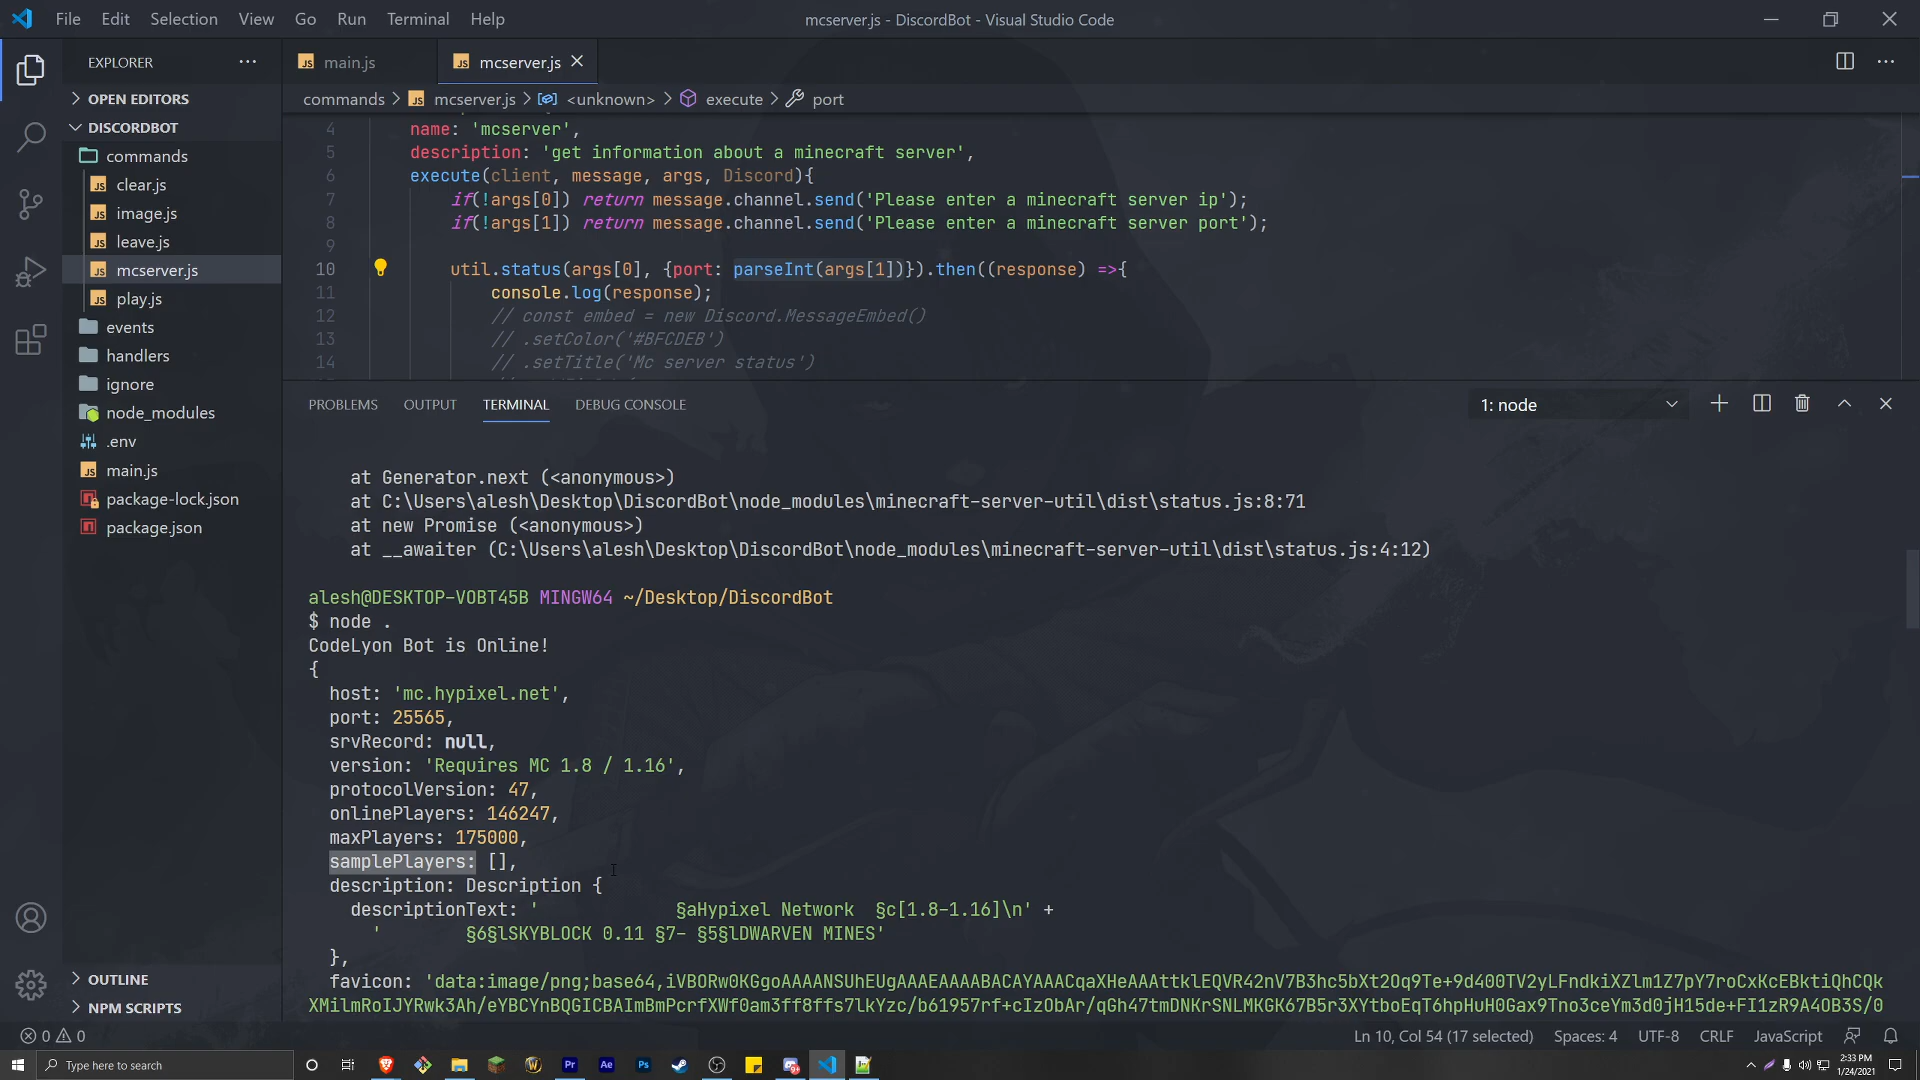 File Edit Selection View Go Run Terminal Help
mcserver.js - DiscordBot - Visual Studio Code
EXPLORER
main.js
mcserver.js
OPEN EDITORS
DISCORDBOT
commands
clear.js
image.js
leave.js
mcserver.js
play.js
events
handlers
ignore
node_modules
.env
main.js
package-lock.json
package.json
OUTLINE
NPM SCRIPTS
commands > mcserver.js > <unknown> > execute > port
4 name: 'mcserver',
5 description: 'get information about a minecraft server',
6 execute(client, message, args, Discord){
7 if(!args[0]) return message.channel.send('Please enter a minecraft server ip');
8 if(!args[1]) return message.channel.send('Please enter a minecraft server port');
9
10 util.status(args[0], {port: parseInt(args[1])}).then((response) =>{
11 console.log(response);
12 // const embed = new Discord.MessageEmbed()
13 // .setColor('#BFCDEB')
14 // .setTitle('Mc server status')
PROBLEMS OUTPUT TERMINAL DEBUG CONSOLE
1: node
at Generator.next (<anonymous>)
at C:\Users\alesh\Desktop\DiscordBot\node_modules\minecraft-server-util\dist\status.js:8:71
at new Promise (<anonymous>)
at __awaiter (C:\Users\alesh\Desktop\DiscordBot\node_modules\minecraft-server-util\dist\status.js:4:12)
alesh@DESKTOP-VOBT45B MINGW64 ~/Desktop/DiscordBot
$ node .
CodeLyon Bot is Online!
{
host: 'mc.hypixel.net',
port: 25565,
srvRecord: null,
version: 'Requires MC 1.8 / 1.16',
protocolVersion: 47,
onlinePlayers: 146247,
maxPlayers: 175000,
samplePlayers: [],
description: Description {
descriptionText: ' §aHypixel Network §c[1.8-1.16]\n' +
' §6§lSKYBLOCK 0.11 §7- §5§lDWARVEN MINES'
},
favicon: 'data:image/png;base64,iVBORw0KGgoAAAANSUhEUgAAAEAAAABACAYAAACqaXHeAAAttklEQVR42nV7B3hc5bXt2Oq9Te+9d400TV2yLFndkiXZlm1Z7pY7roCxKcEBktiQhCQk
XMilmRoIJYRwk3Ah/eYBCYnBQGICBAImBmPcrfXWf0am3ff8ffs7lkYzc/b61957rf+cIzObAr/qGh47tmDNKrSNLMKGK67B5r3XYtboEqT6hpHuH0Gax9Tno3ceYm3d0jH15de+FI1zR9A4OB3S/0
0 0
Ln 10, Col 54 (17 selected) Spaces: 4 UTF-8 CRLF JavaScript
Type here to search
2:33 PM
1/24/2021